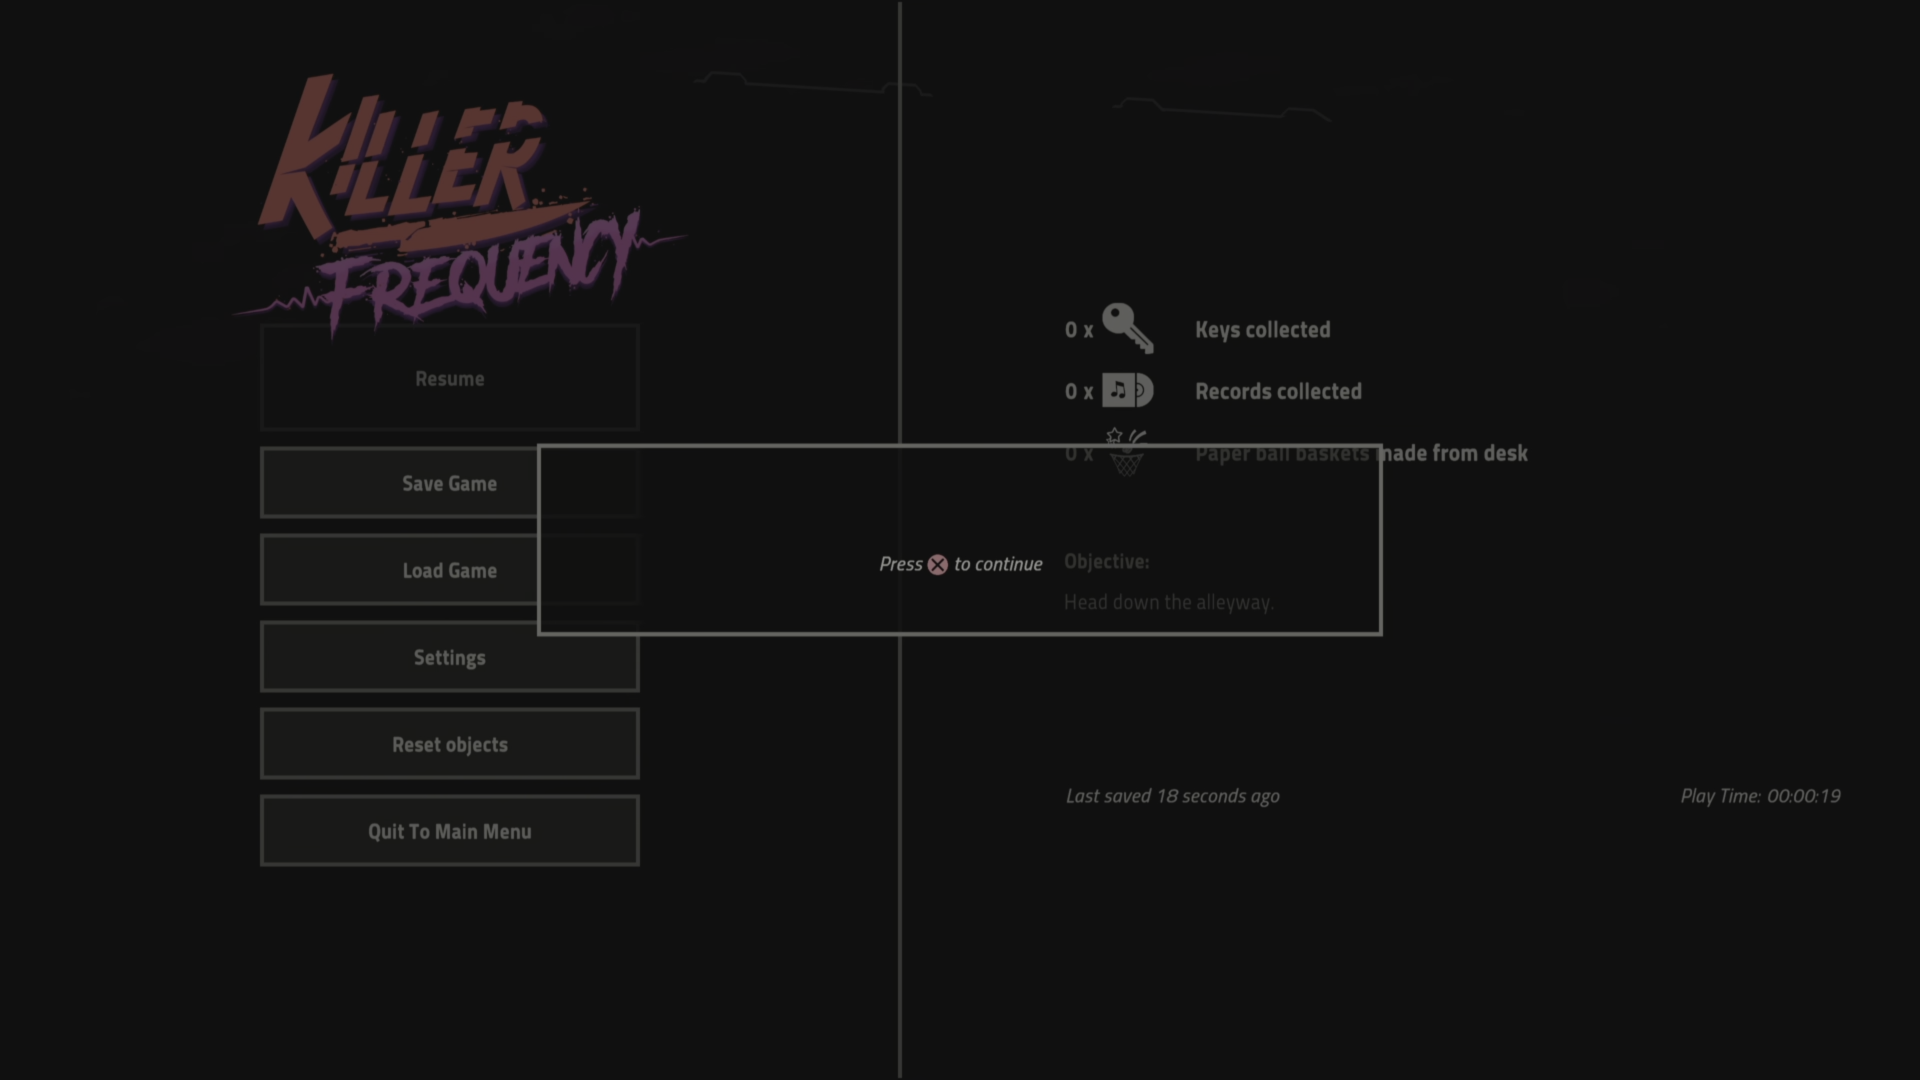 KILLER
FREQUENCY
Resume
Save Game
Load Game
Settings
Reset objects
Quit To Main Menu
0 x Keys collected
0 x Records collected
0 x Paper ball baskets made from desk
Press ⊗ to continue
Objective:
Head down the alleyway.
Last saved 18 seconds ago
Play Time: 00:00:19